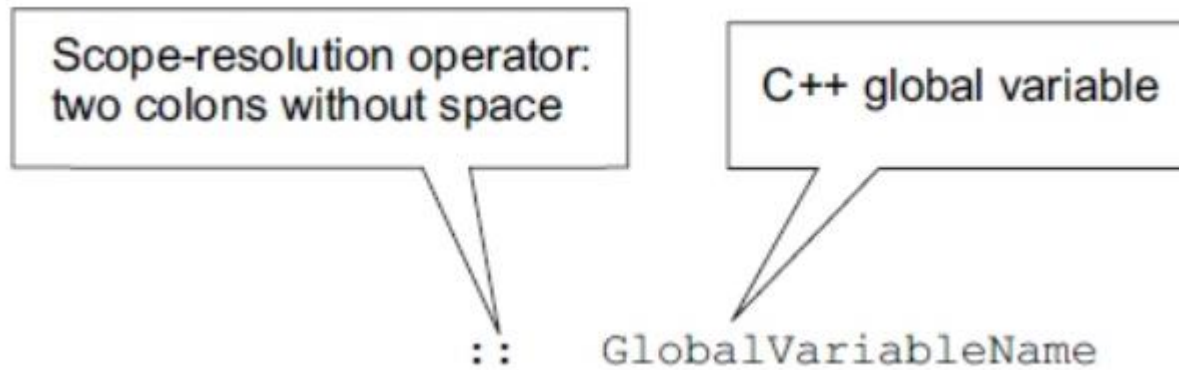 Scope-resolution operator:
two colons without space
C++ global variable
:: GlobalVariableName